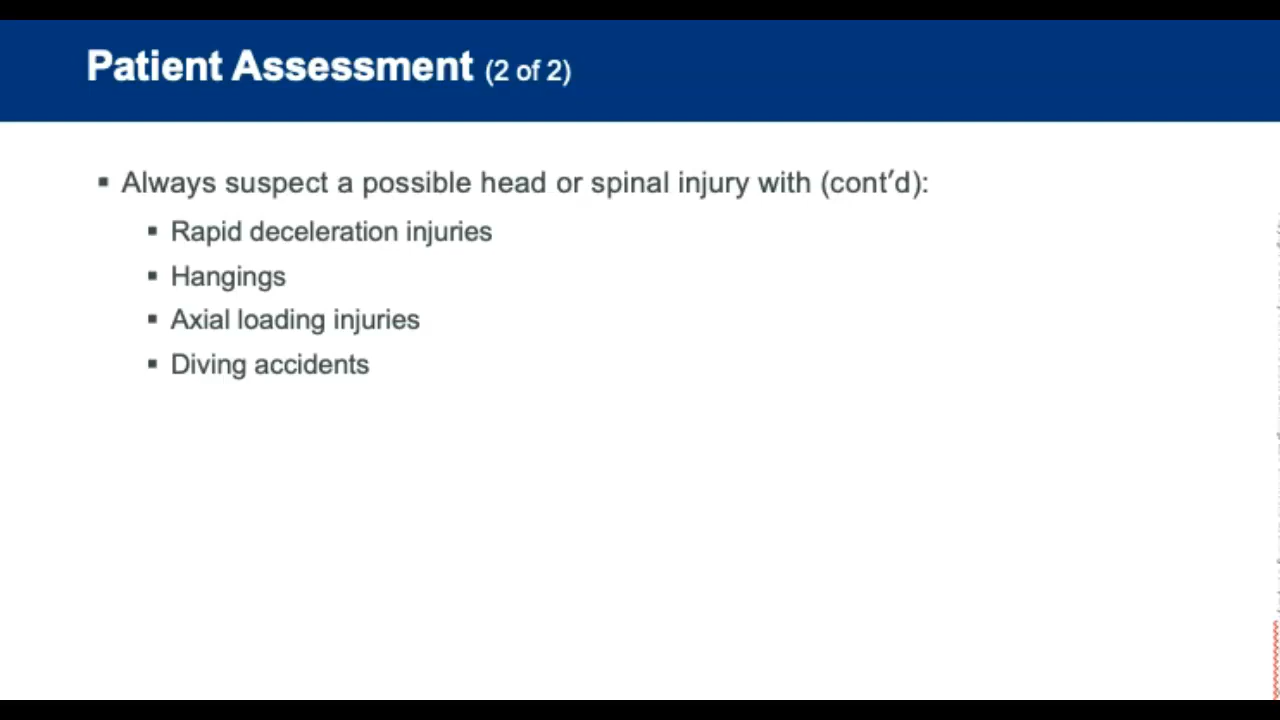 Patient Assessment (2 of 2)
▪ Always suspect a possible head or spinal injury with (cont′d):
▪ Rapid deceleration injuries
▪ Hangings
▪ Axial loading injuries
▪ Diving accidents